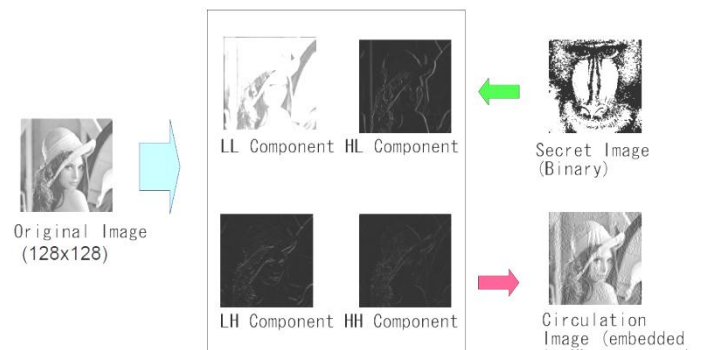 LL Component HL Component
Secret Image
(Binary)
Original Image
(128x128)
LH Component HH Component
Circulation
Image (embedded